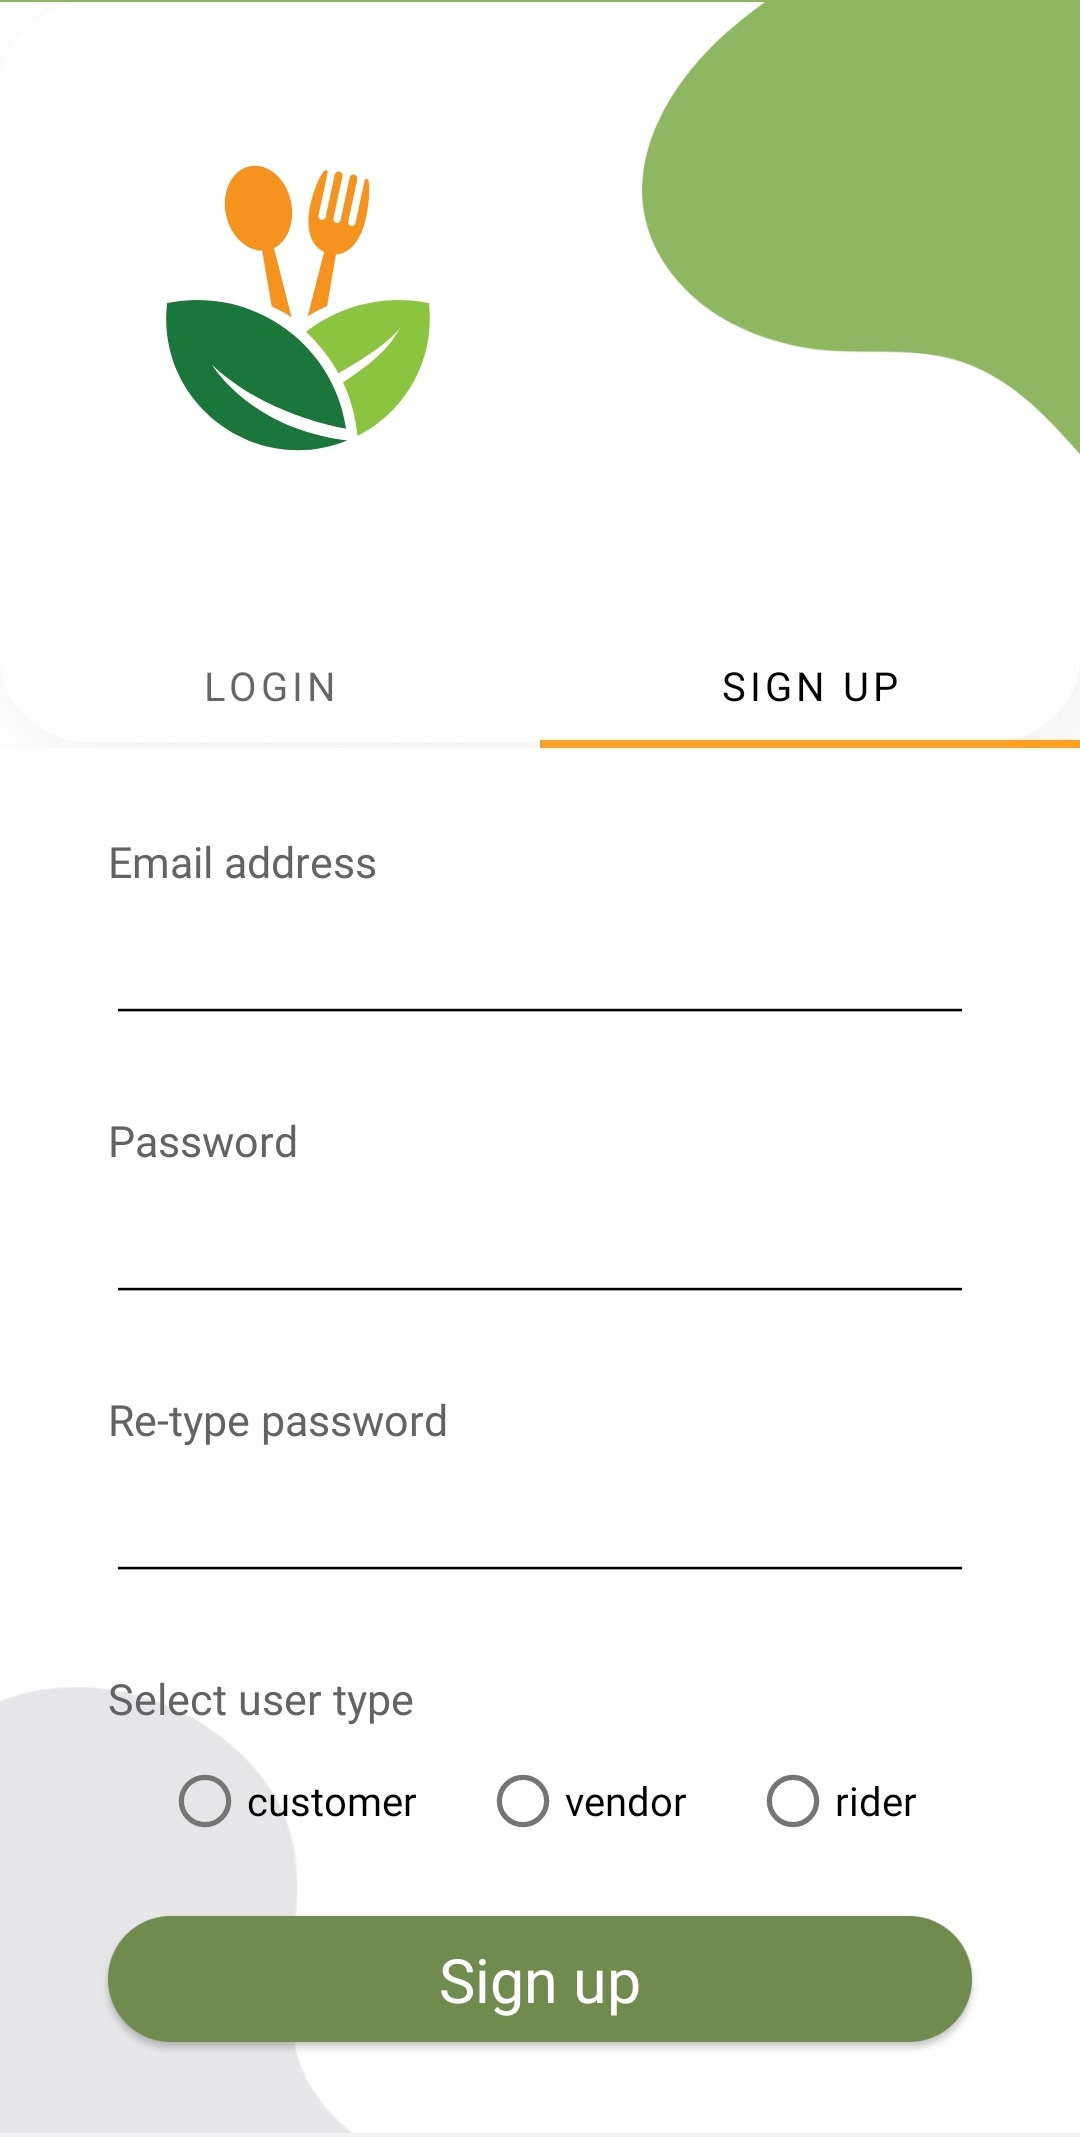 LOGIN SIGN UP
Email address
Password
Re-type password
Select user type
customer vendor rider
Sign up